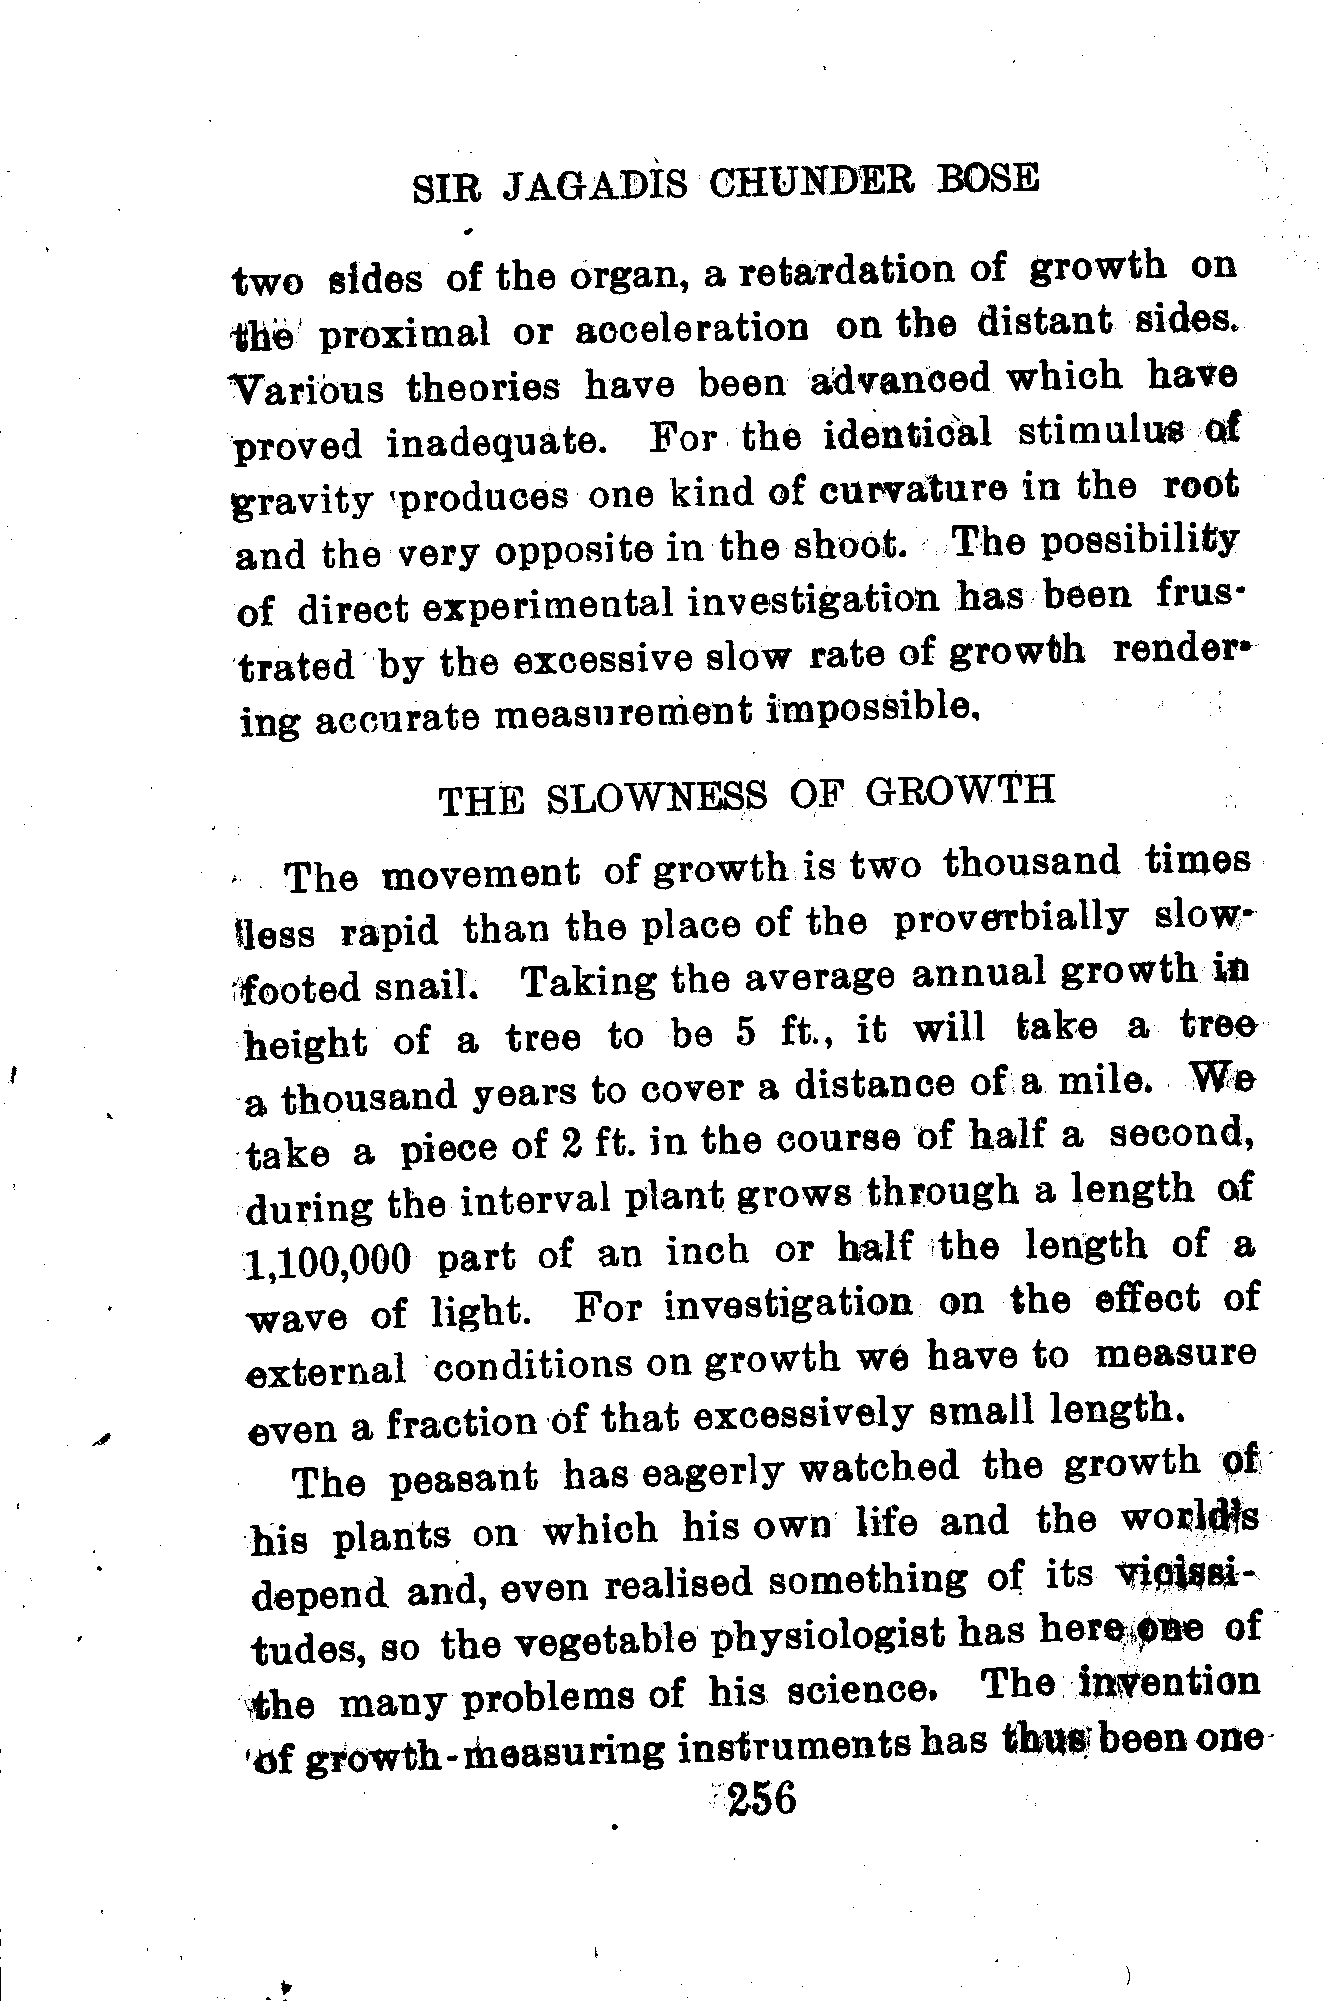 SIR JAGADIS CHUNDER BOSE
two sides of the organ, a retardation of growth on
the proximal or acceleration on the distant sides.
Various theories have been advanced which have
proved inadequate. For the identical stimulus of
gravity produces one kind of curvature in the root
and the very opposite in the shoot. The possibility
of direct experimental investigation has been frus-
trated by the excessive slow rate of growth render-
ing accurate measurement impossible.
THE SLOWNESS OF GROWTH
The movement of growth is two thousand times
less rapid than the place of the proverbially slow-
footed snail. Taking the average annual growth in
height of a tree to be 5 ft., it will take a tree
a thousand years to cover a distance of a mile. We
take a piece of 2 ft. in the course of half a second,
during the interval plant grows through a length of
1,100,000 part of an inch or half the length of a
wave of light. For investigation on the effect of
external conditions on growth we have to measure
even a fraction of that excessively small length.
The peasant has eagerly watched the growth of
his plants on which his own life and the world's
depend and, even realised something of its vicissi-
tudes, so the vegetable physiologist has here one of
the many problems of his science. The invention
of growth-measuring instruments has thus been one
256